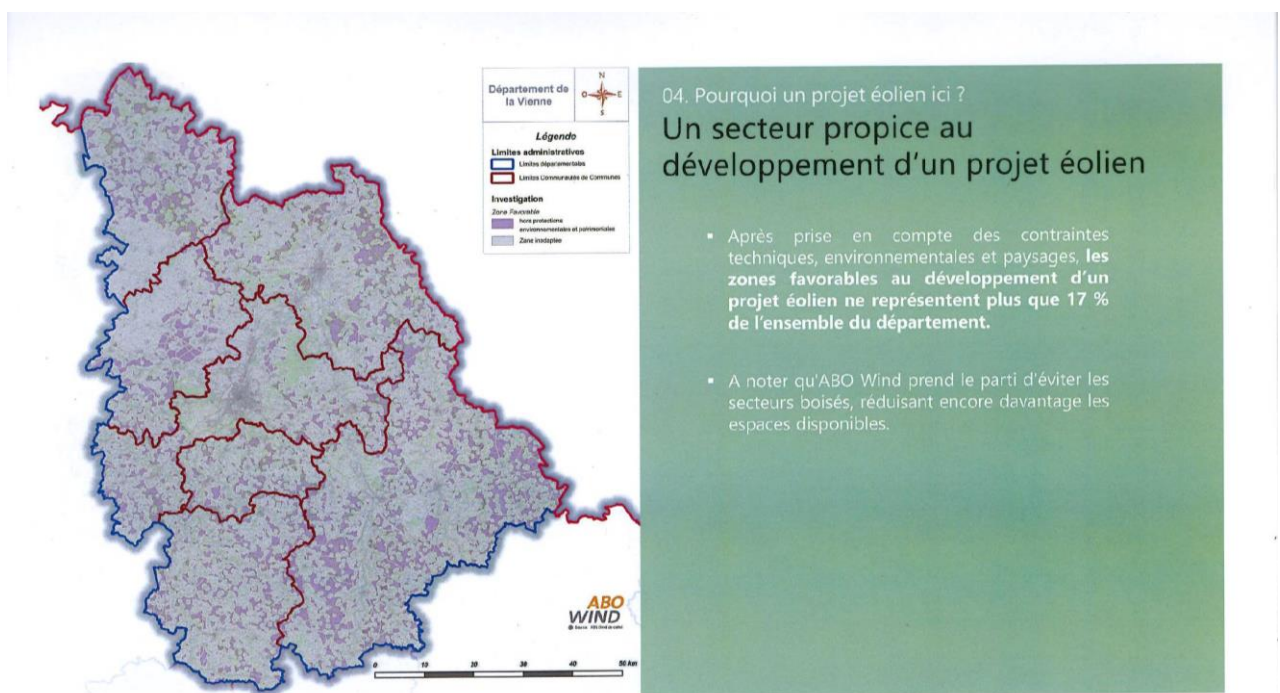 Département de
la Vienne
N
O
E
S
Légende
Limites administratives
Limites départementales
Limites Communauté de Communes
Investigation
Zone Favorable
hors protections
environnementales et patrimoniales
Zone inadaptée
ABO
WIND
0 10 20 30 40 50 km
04. Pourquoi un projet éolien ici ?
Un secteur propice au
développement d'un projet éolien
▪ Après prise en compte des contraintes
techniques, environnementales et paysages, les
zones favorables au développement d'un
projet éolien ne représentent plus que 17 %
de l'ensemble du département.
▪ A noter qu'ABO Wind prend le parti d'éviter les
secteurs boisés, réduisant encore davantage les
espaces disponibles.